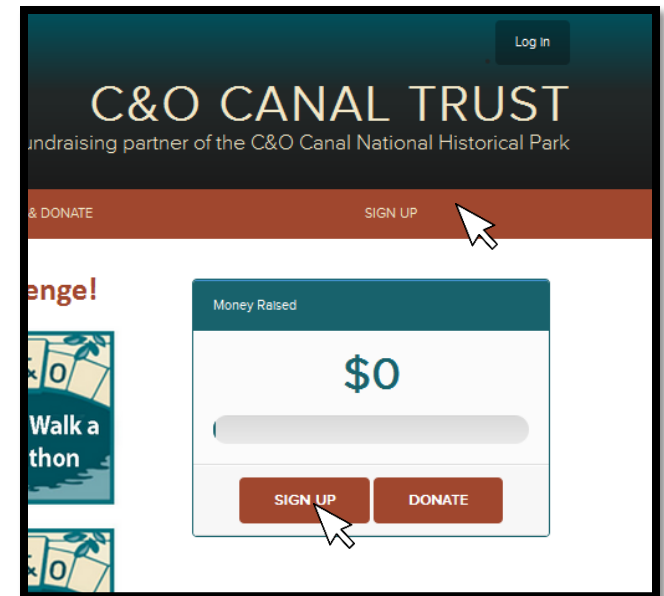 Log In
C&O CANAL TRUST
undraising partner of the C&O Canal National Historical Park
& DONATE SIGN UP
enge!
Money Raised
$0
&O
Walk a
thon
SIGN UP DONATE
&O